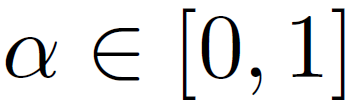 α ∈ [0, 1]